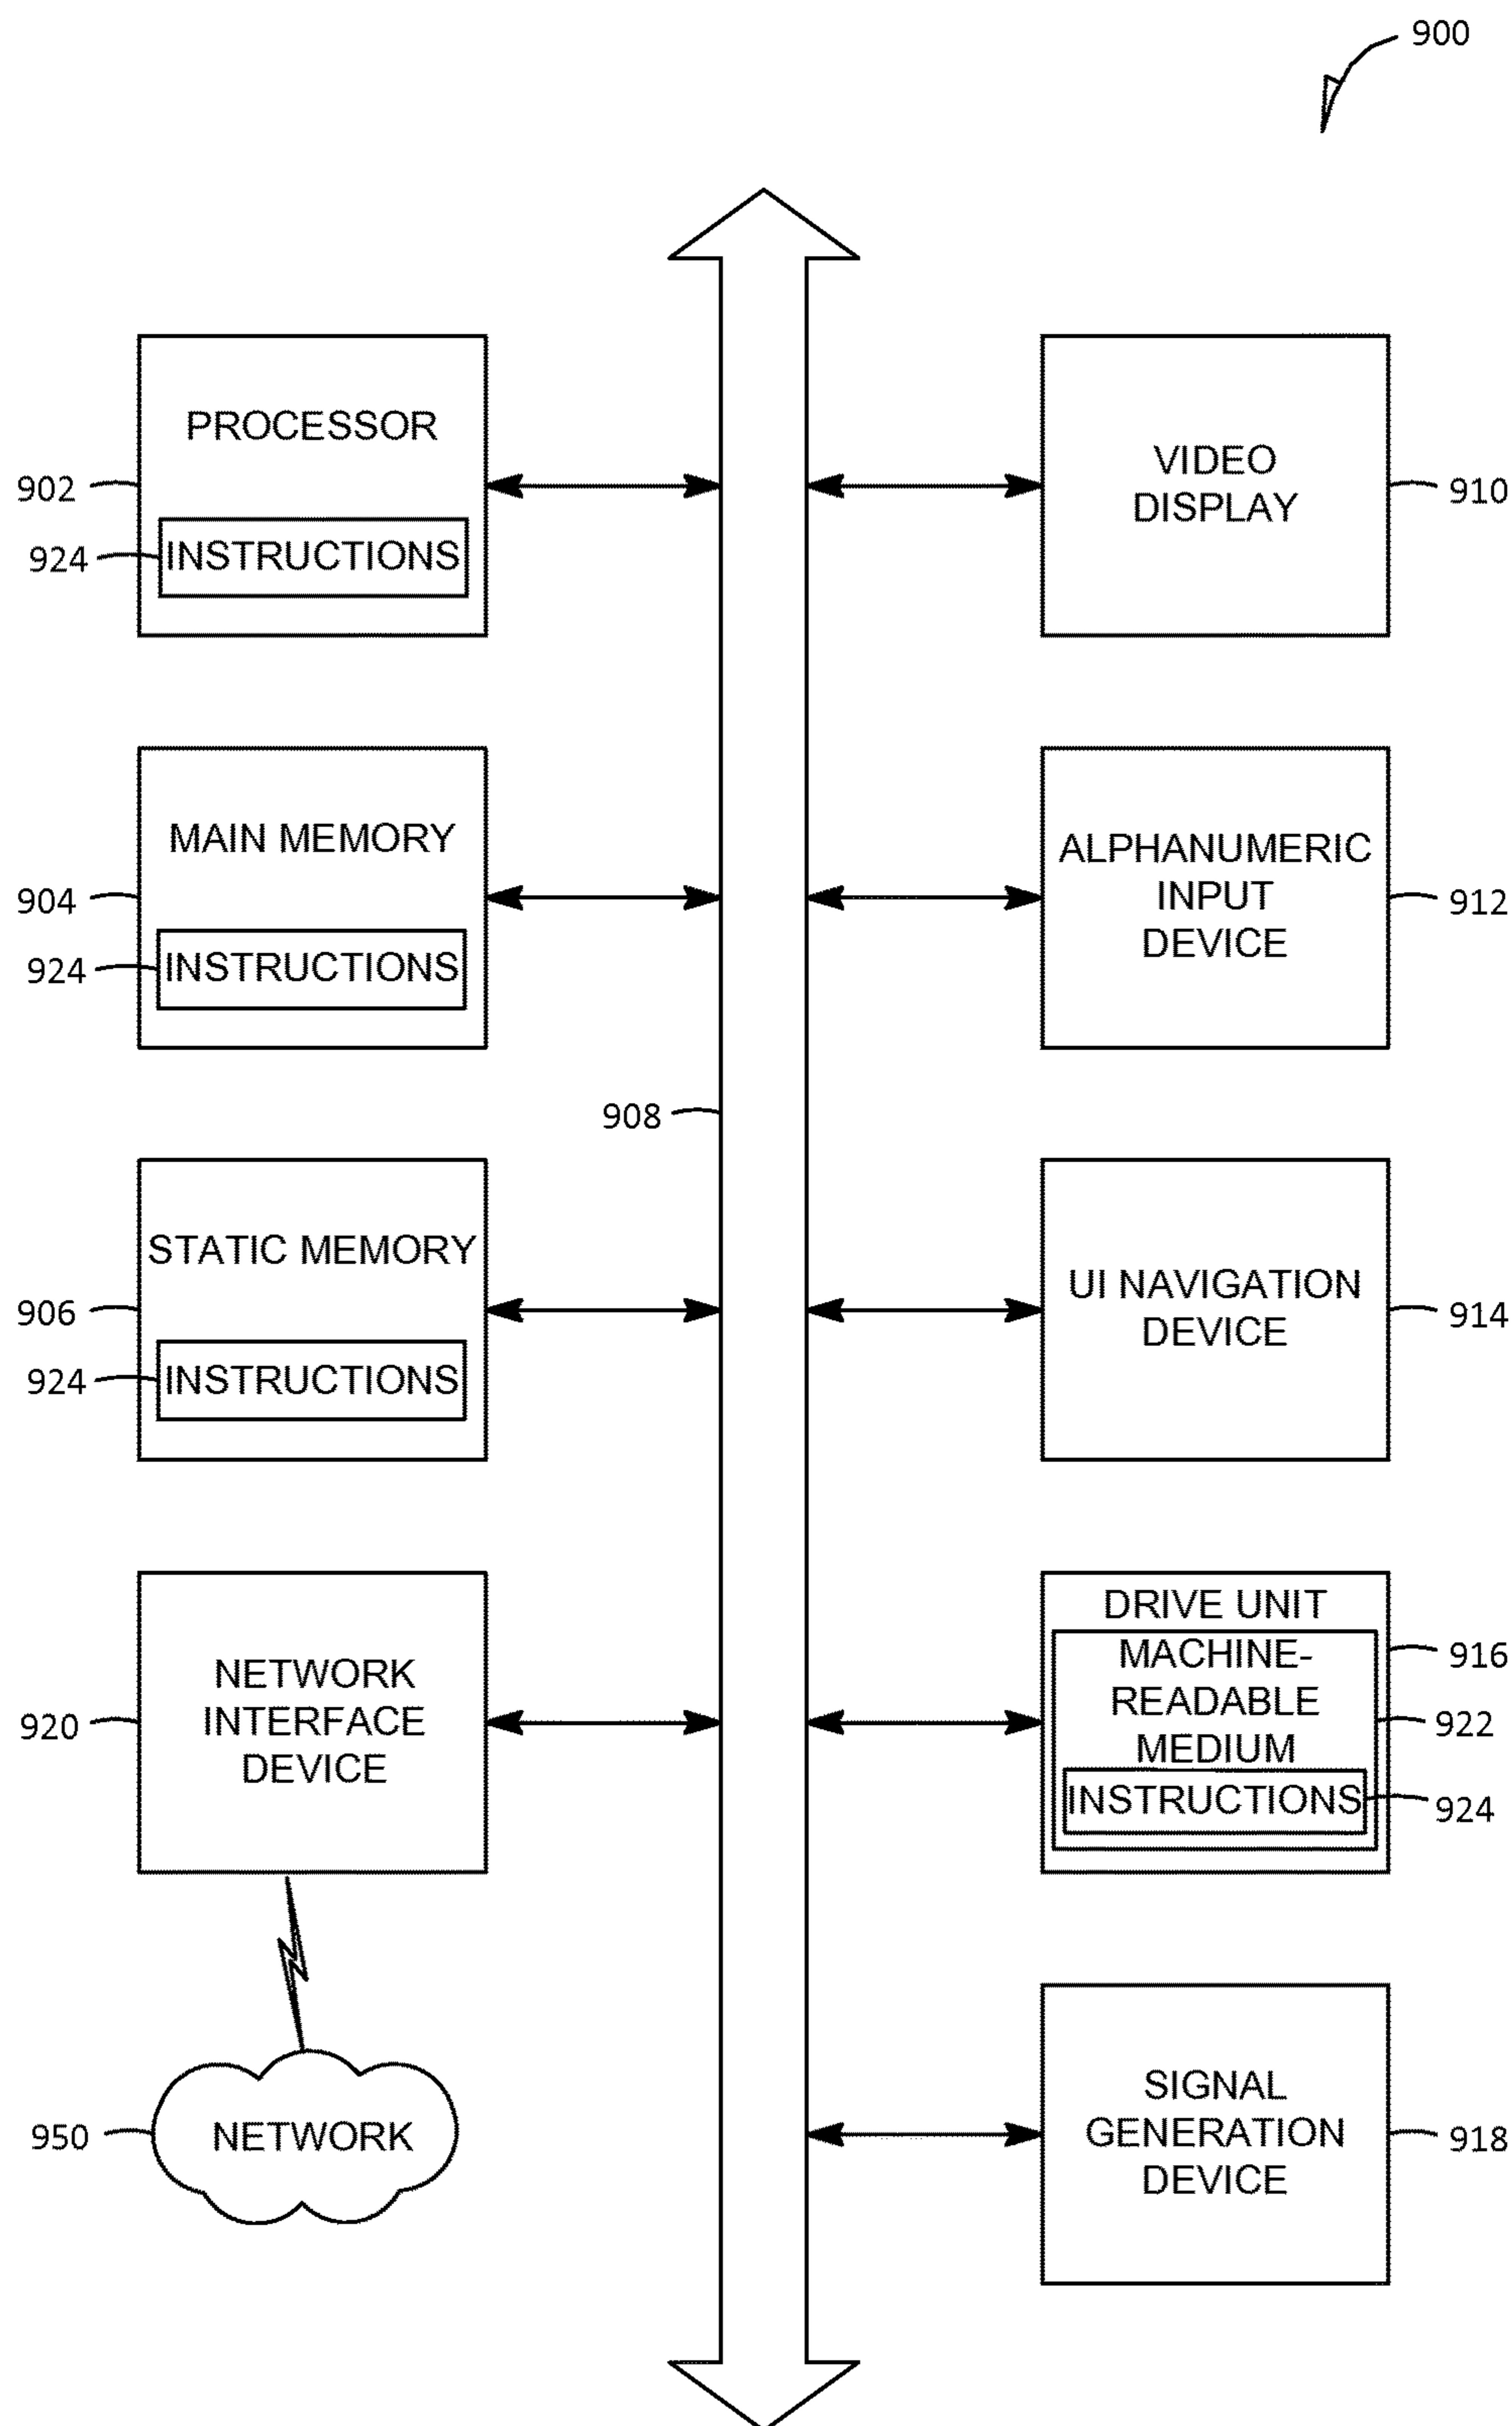 900
PROCESSOR
902
924
INSTRUCTIONS
VIDEO
DISPLAY
910
MAIN MEMORY
904
924
INSTRUCTIONS
ALPHANUMERIC
INPUT
DEVICE
912
908
STATIC MEMORY
906
924
INSTRUCTIONS
UI NAVIGATION
DEVICE
914
NETWORK
INTERFACE
DEVICE
920
DRIVE UNIT
MACHINE-
READABLE
MEDIUM
INSTRUCTIONS
916
922
924
950
NETWORK
SIGNAL
GENERATION
DEVICE
918